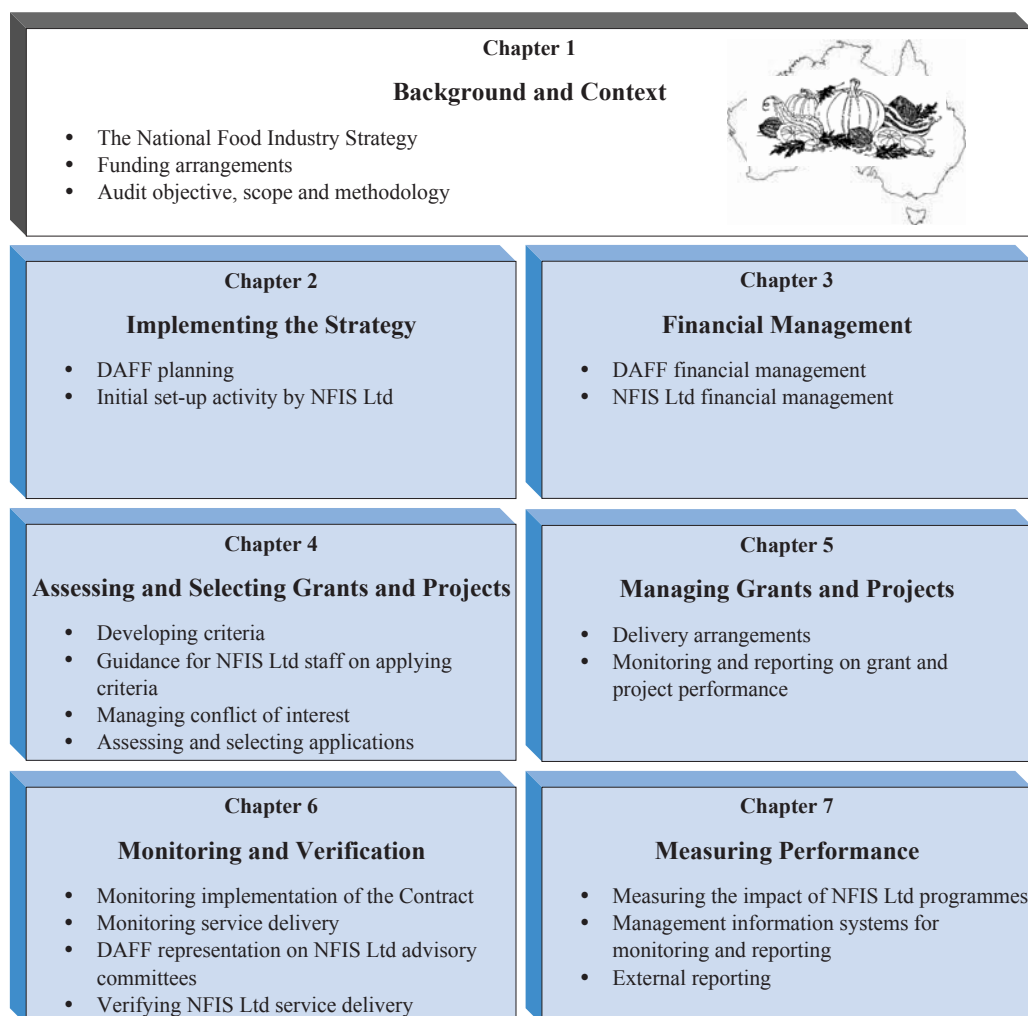 Chapter 1
Background and Context
• The National Food Industry Strategy
• Funding arrangements
• Audit objective, scope and methodology
Chapter 2
Implementing the Strategy
• DAFF planning
• Initial set-up activity by NFIS Ltd
Chapter 3
Financial Management
• DAFF financial management
• NFIS Ltd financial management
Chapter 4
Assessing and Selecting Grants and Projects
• Developing criteria
• Guidance for NFIS Ltd staff on applying
criteria
• Managing conflict of interest
• Assessing and selecting applications
Chapter 5
Managing Grants and Projects
• Delivery arrangements
• Monitoring and reporting on grant and
project performance
Chapter 6
Monitoring and Verification
• Monitoring implementation of the Contract
• Monitoring service delivery
• DAFF representation on NFIS Ltd advisory
committees
• Verifying NFIS Ltd service delivery
Chapter 7
Measuring Performance
• Measuring the impact of NFIS Ltd programmes
• Management information systems for
monitoring and reporting
• External reporting